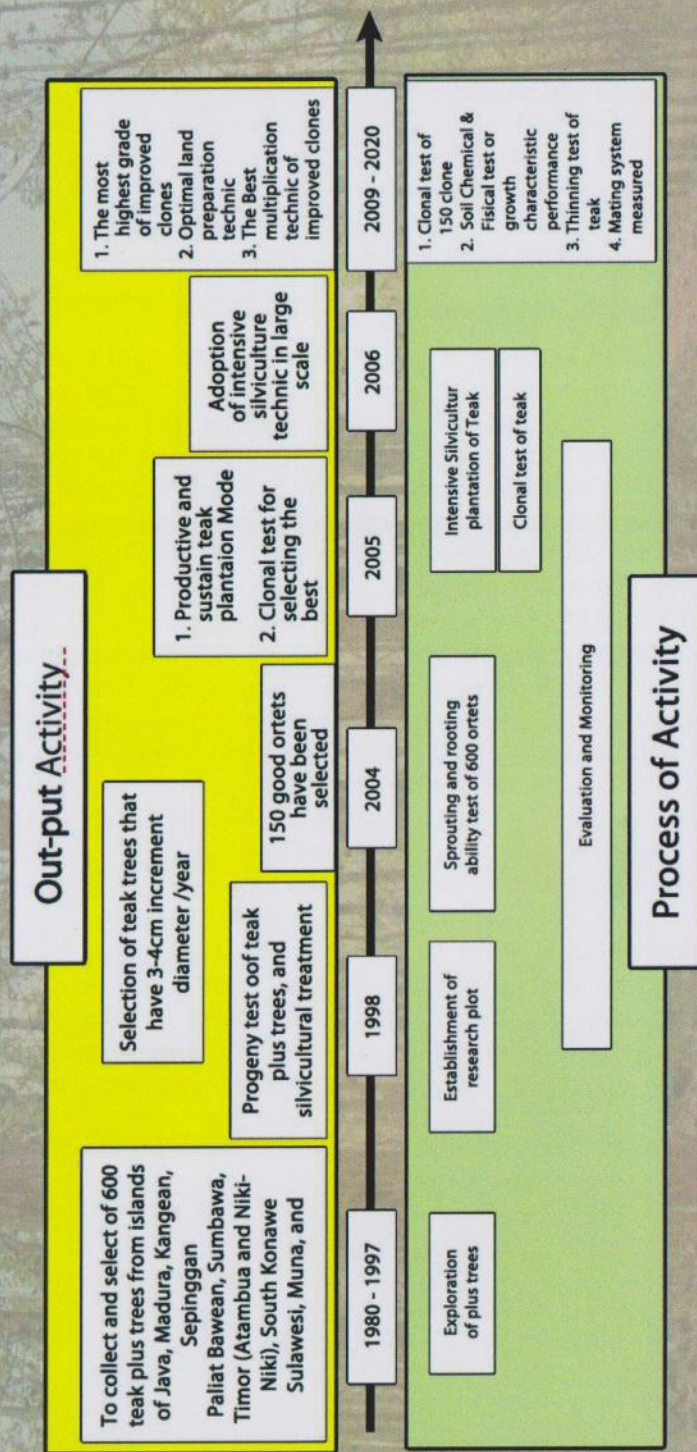 Out-put Activity
To collect and select of 600
teak plus trees from islands
of Java, Madura, Kangean,
Sepinggan
Paliat Bawean, Sumbawa,
Timor (Atambua and Niki-
Niki), South Konawe
Sulawesi, Muna, and
Selection of teak trees that
have 3-4cm increment
diameter /year
Progeny test oof teak
plus trees, and
silvicultural treatment
150 good ortets
have been
selected
1. Productive and
sustain teak
plantaion Mode
2. Clonal test for
selecting the
best
Adoption
of intensive
silviculture
technic in large
scale
1. The most
highest grade
of improved
clones
2. Optimal land
preparation
technic
3. The Best
multiplication
technic of
improved clones
1980 - 1997
1998
2004
2005
2006
2009 - 2020
Exploration
of plus trees
Establishment of
research plot
Sprouting and rooting
ability test of 600 ortets
Intensive Silvicultur
plantation of Teak
Clonal test of teak
1. Clonal test of
150 clone
2. Soil Chemical &
Fisical test or
growth
characteristic
performance
3. Thinning test of
teak
4. Mating system
measured
Evaluation and Monitoring
Process of Activity